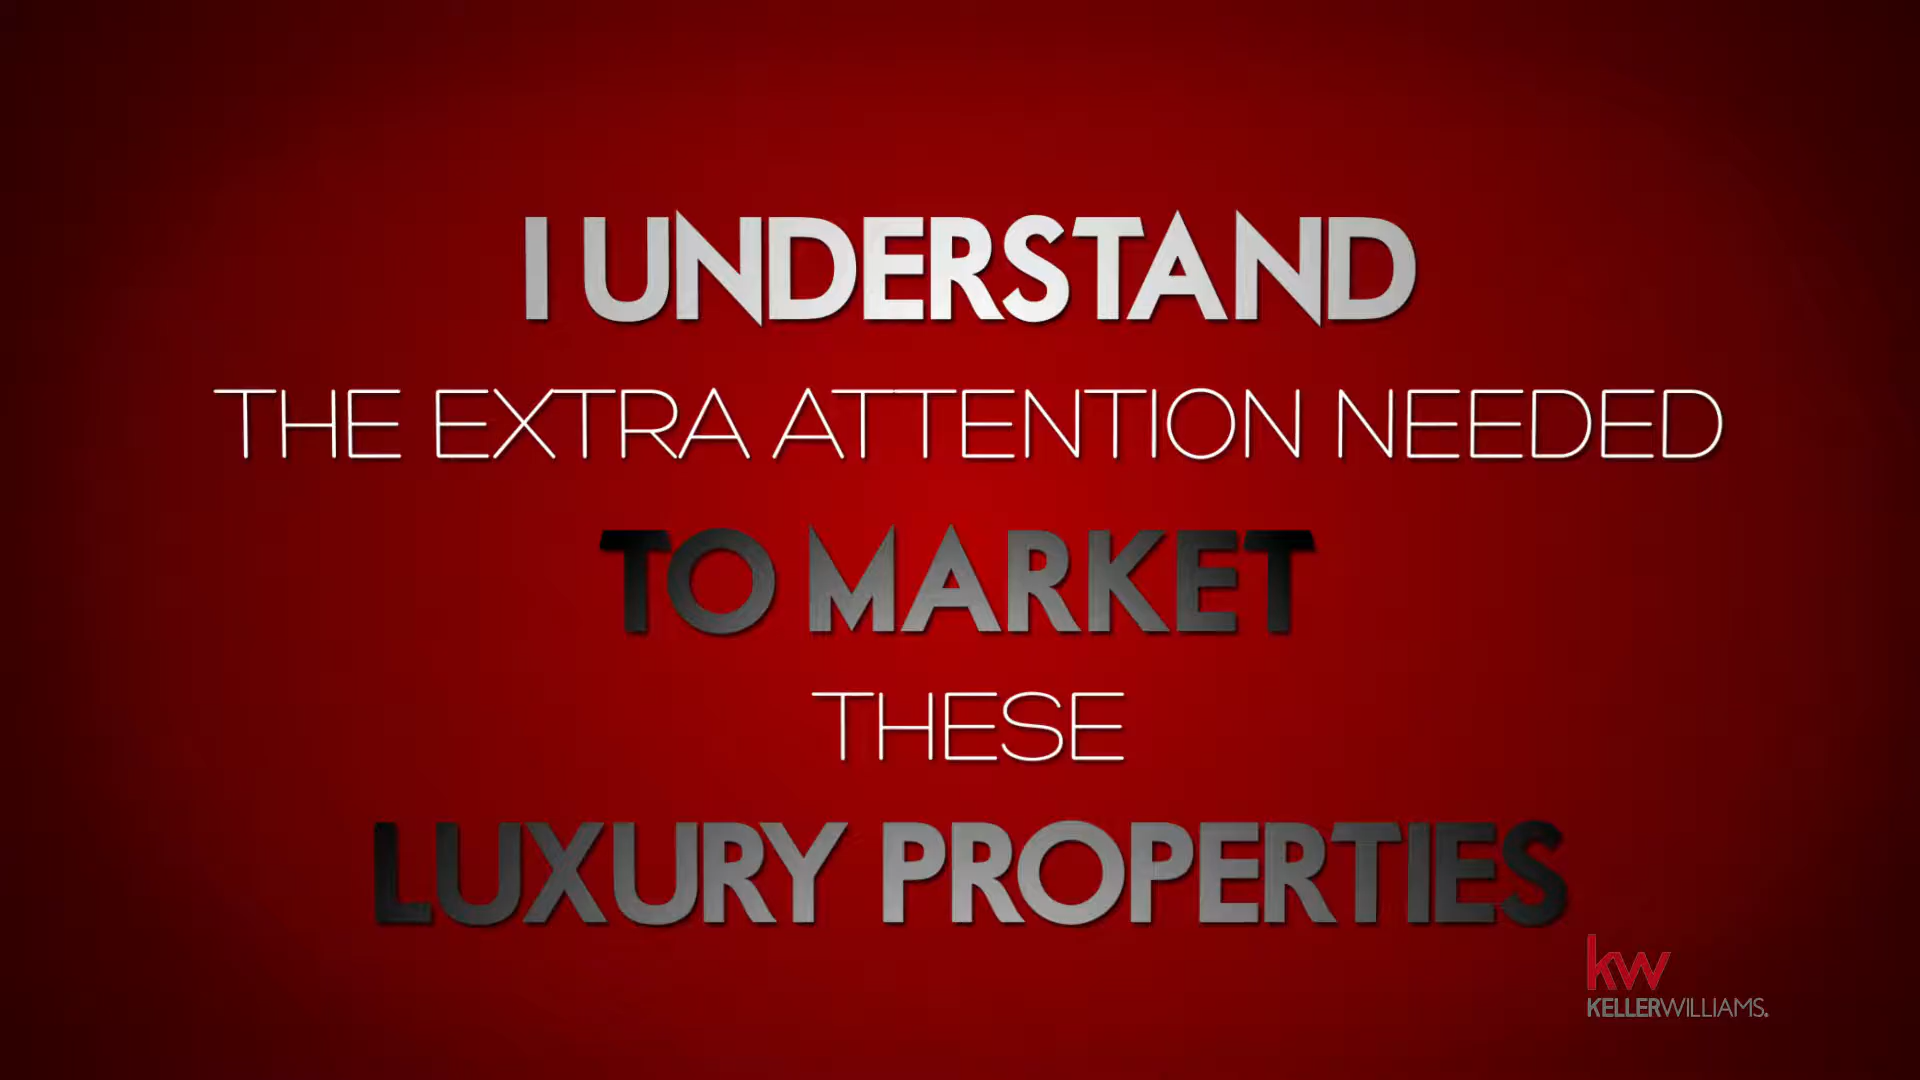 I UNDERSTAND
THE EXTRA ATTENTION NEEDED
TO MARKET
THESE
LUXURY PROPERTIES
kw
KELLERWILLIAMS.